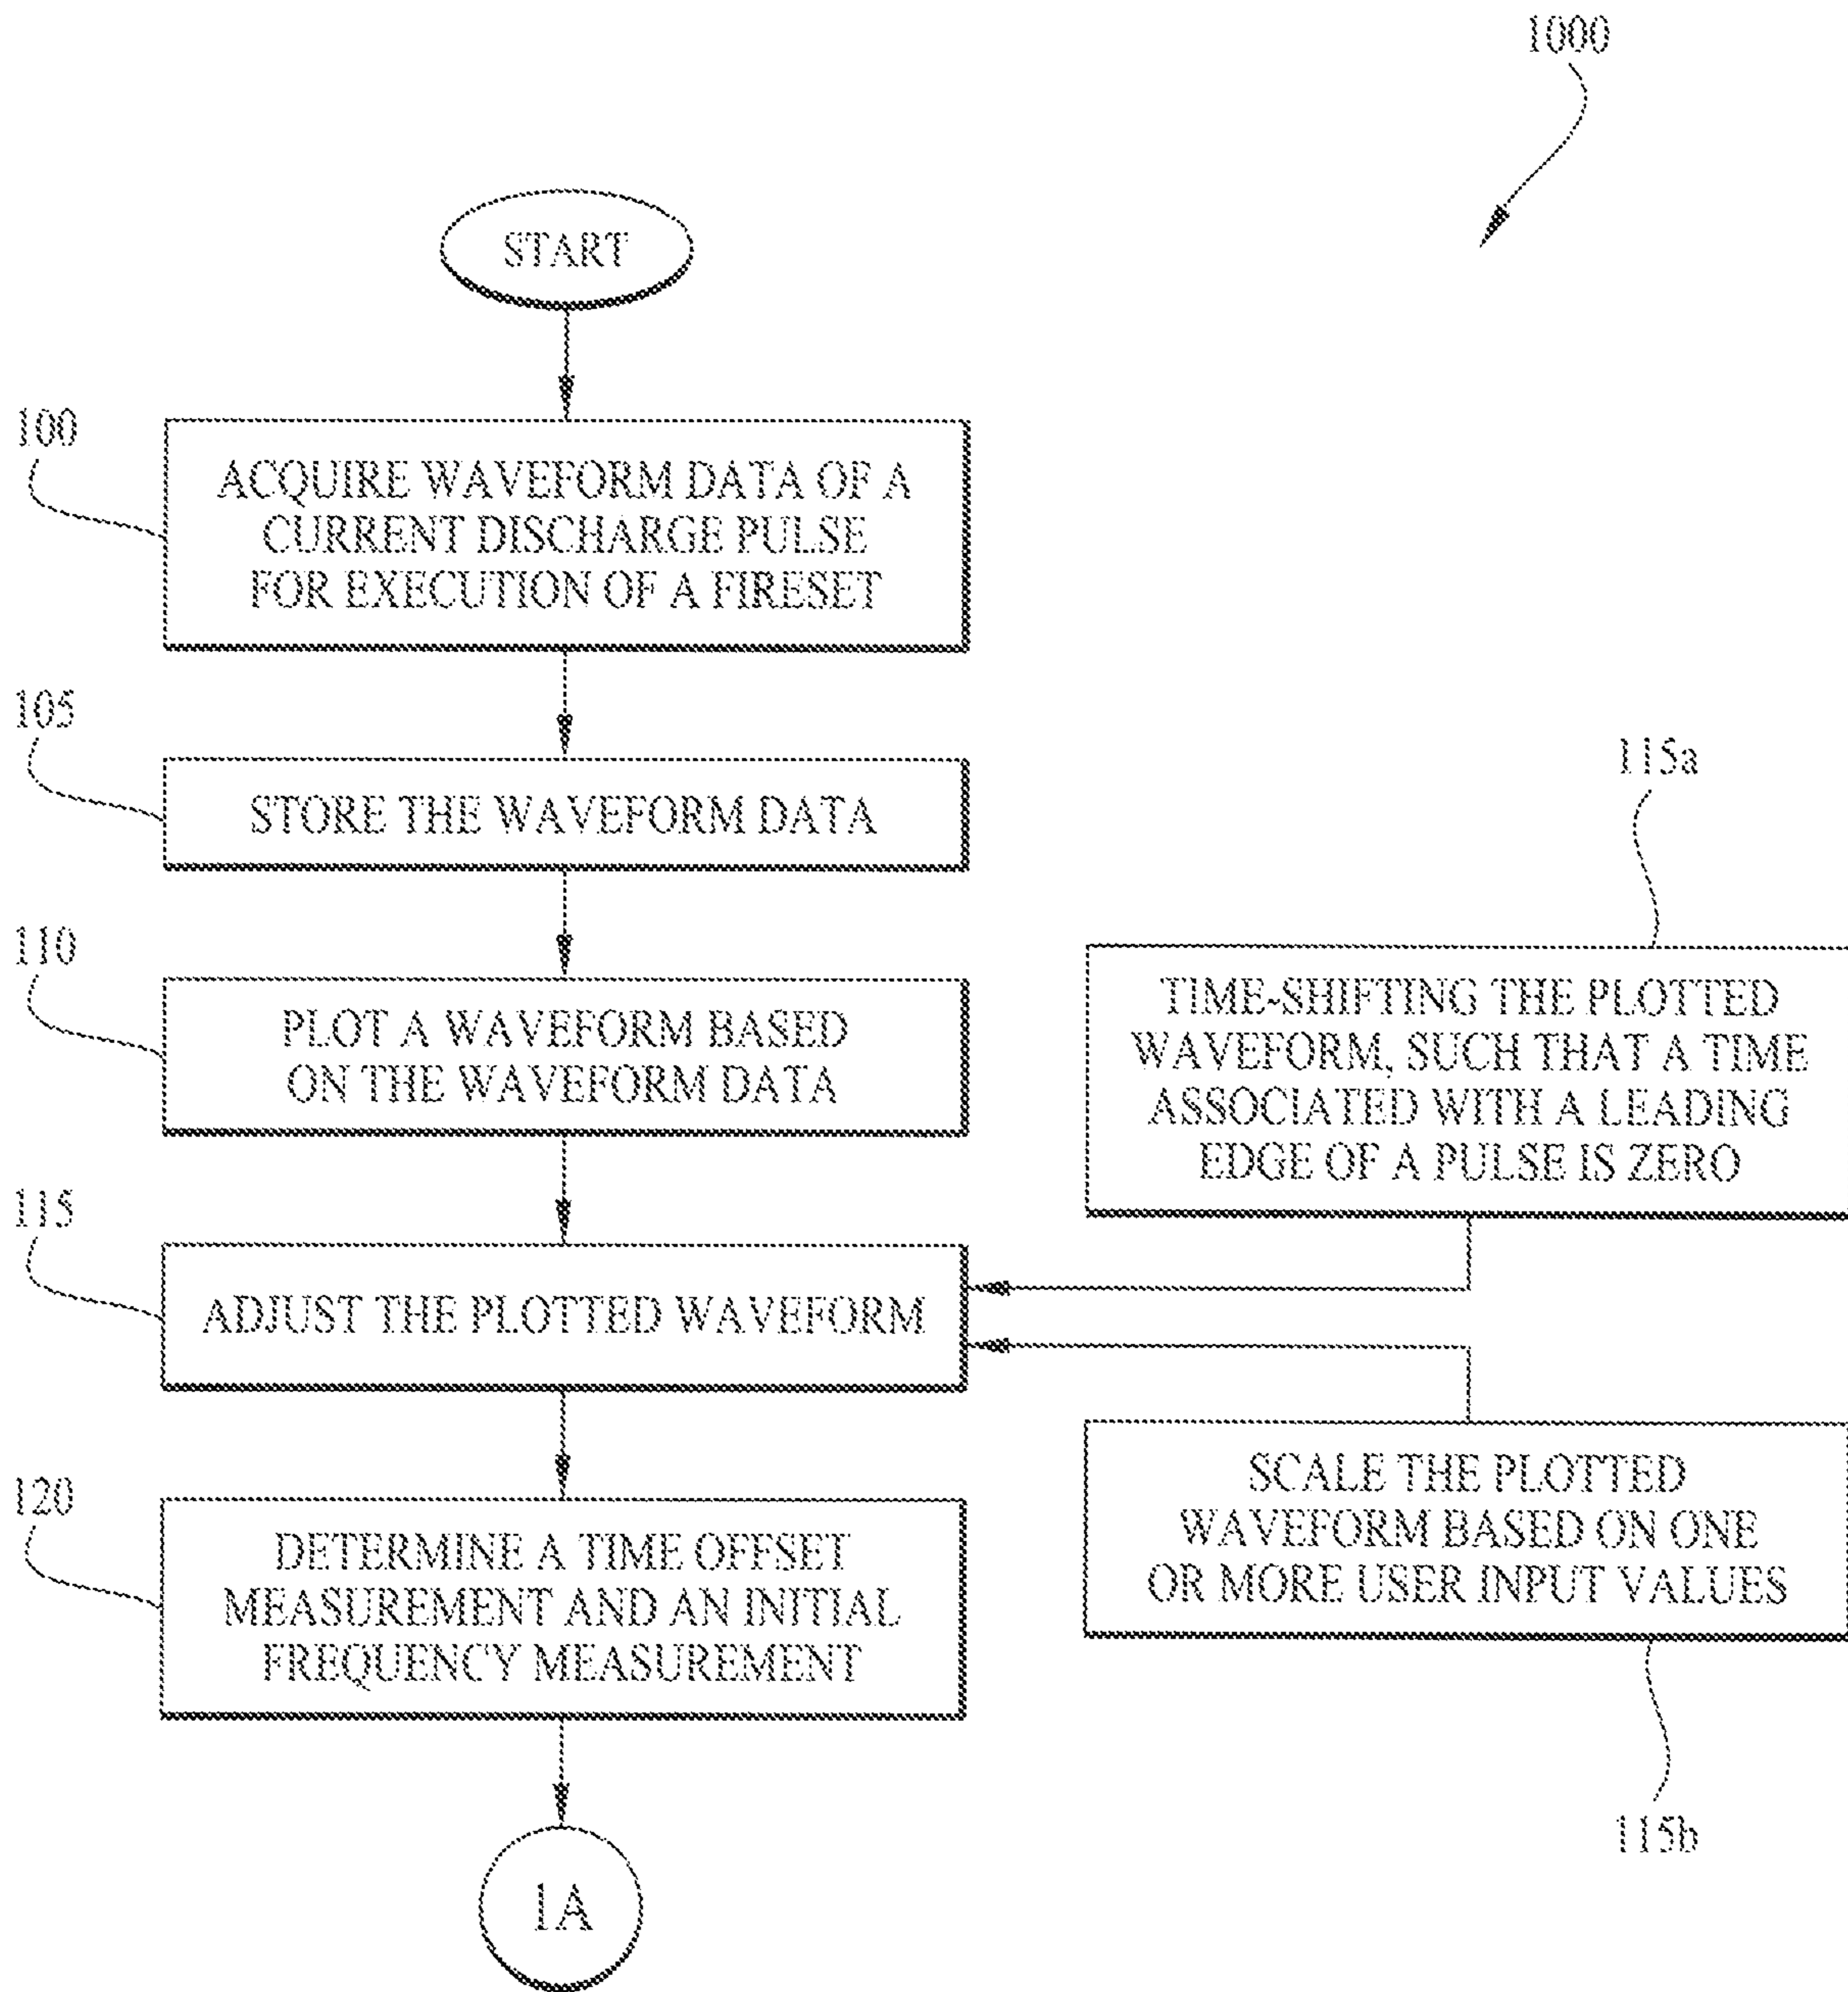 1000
START
100
ACQUIRE WAVEFORM DATA OF A
CURRENT DISCHARGE PULSE
FOR EXECUTION OF A FIRESET
105
STORE THE WAVEFORM DATA
110
PLOT A WAVEFORM BASED
ON THE WAVEFORM DATA
115a
TIME-SHIFTING THE PLOTTED
WAVEFORM, SUCH THAT A TIME
ASSOCIATED WITH A LEADING
EDGE OF A PULSE IS ZERO
115
ADJUST THE PLOTTED WAVEFORM
SCALE THE PLOTTED
WAVEFORM BASED ON ONE
OR MORE USER INPUT VALUES
115b
120
DETERMINE A TIME OFFSET
MEASUREMENT AND AN INITIAL
FREQUENCY MEASUREMENT
1A